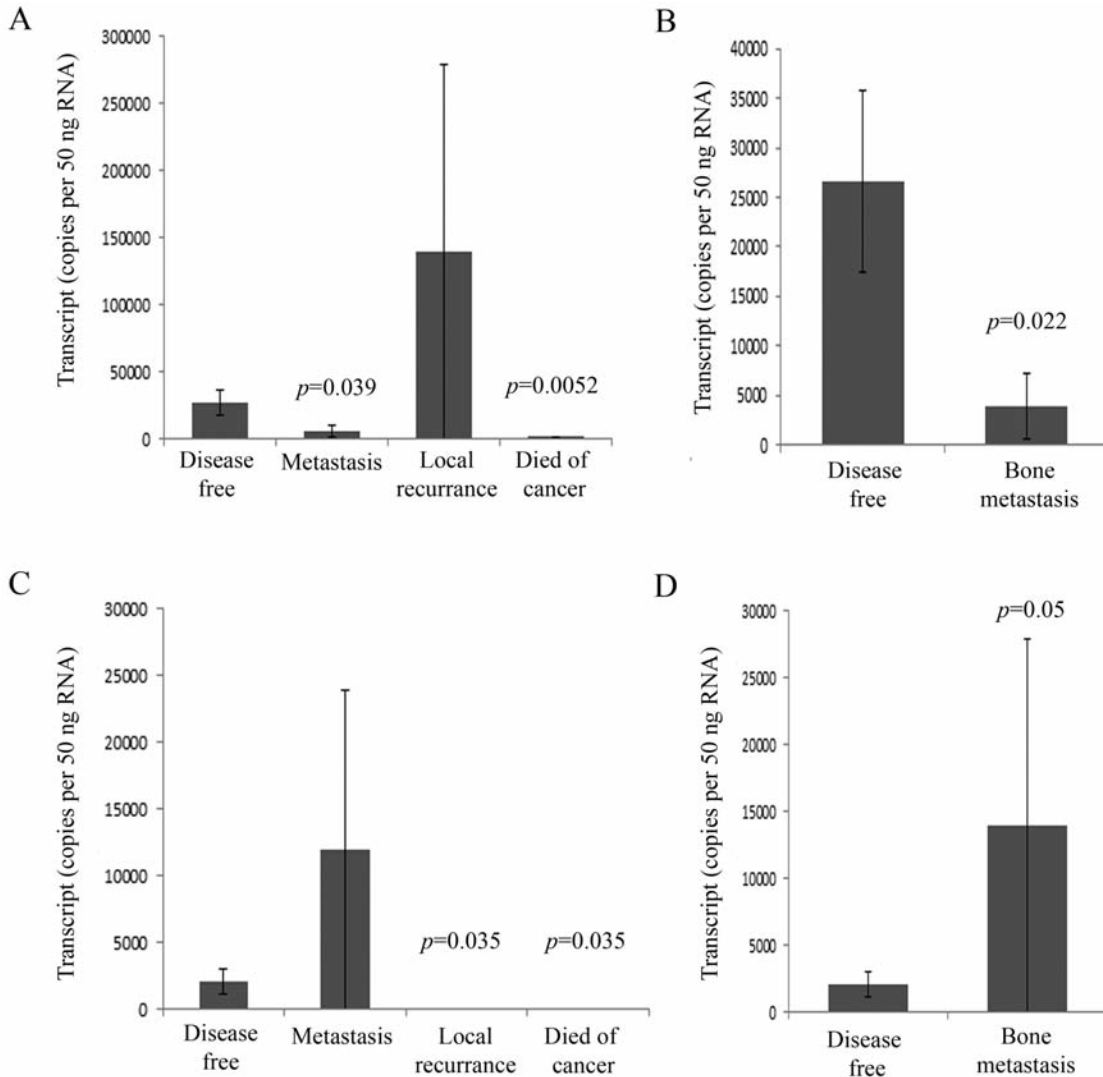 A
Transcript (copies per 50 ng RNA)
300000
250000
200000
150000
100000
50000
0
p=0.039
p=0.0052
Disease free
Metastasis
Local recurrance
Died of cancer
B
Transcript (copies per 50 ng RNA)
40000
35000
30000
25000
20000
15000
10000
5000
0
p=0.022
Disease free
Bone metastasis
C
Transcript (copies per 50 ng RNA)
30000
25000
20000
15000
10000
5000
0
p=0.035
p=0.035
Disease free
Metastasis
Local recurrance
Died of cancer
D
Transcript (copies per 50 ng RNA)
30000
25000
20000
15000
10000
5000
0
p=0.05
Disease free
Bone metastasis